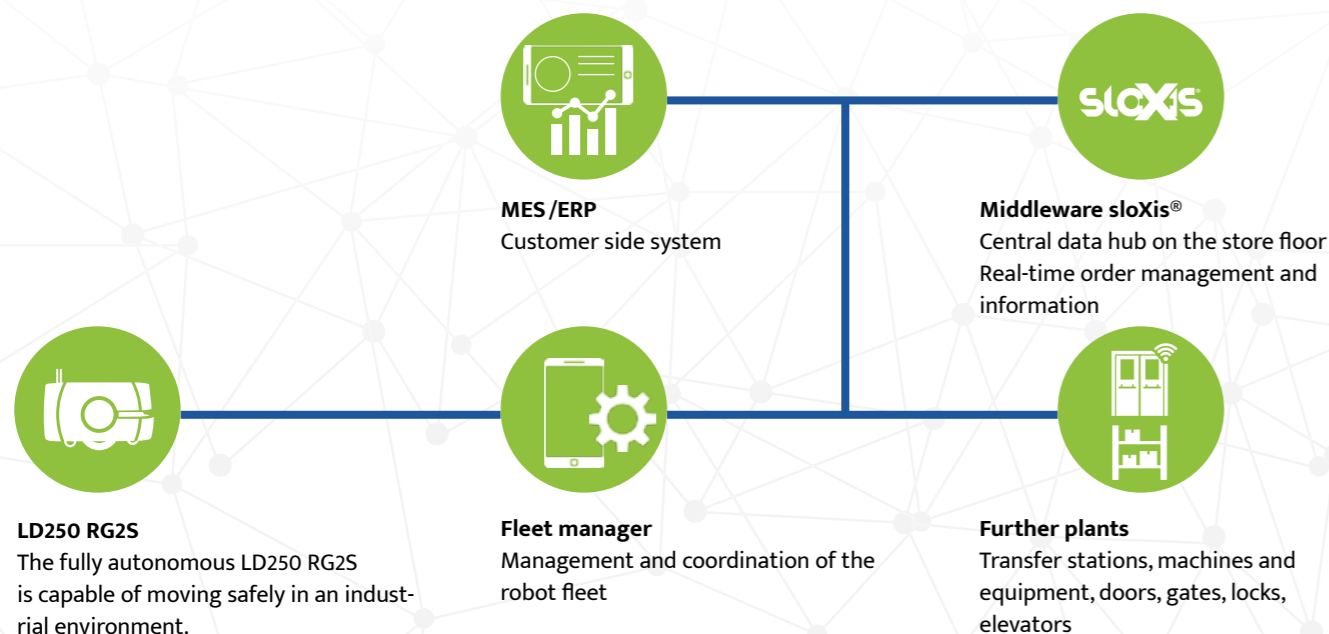 sloXis
MES/ERP
Customer side system
Middleware sloXis®
Central data hub on the store floor
Real-time order management and
information
LD250 RG2S
The fully autonomous LD250 RG2S
is capable of moving safely in an indust-
rial environment.
Fleet manager
Management and coordination of the
robot fleet
Further plants
Transfer stations, machines and
equipment, doors, gates, locks,
elevators